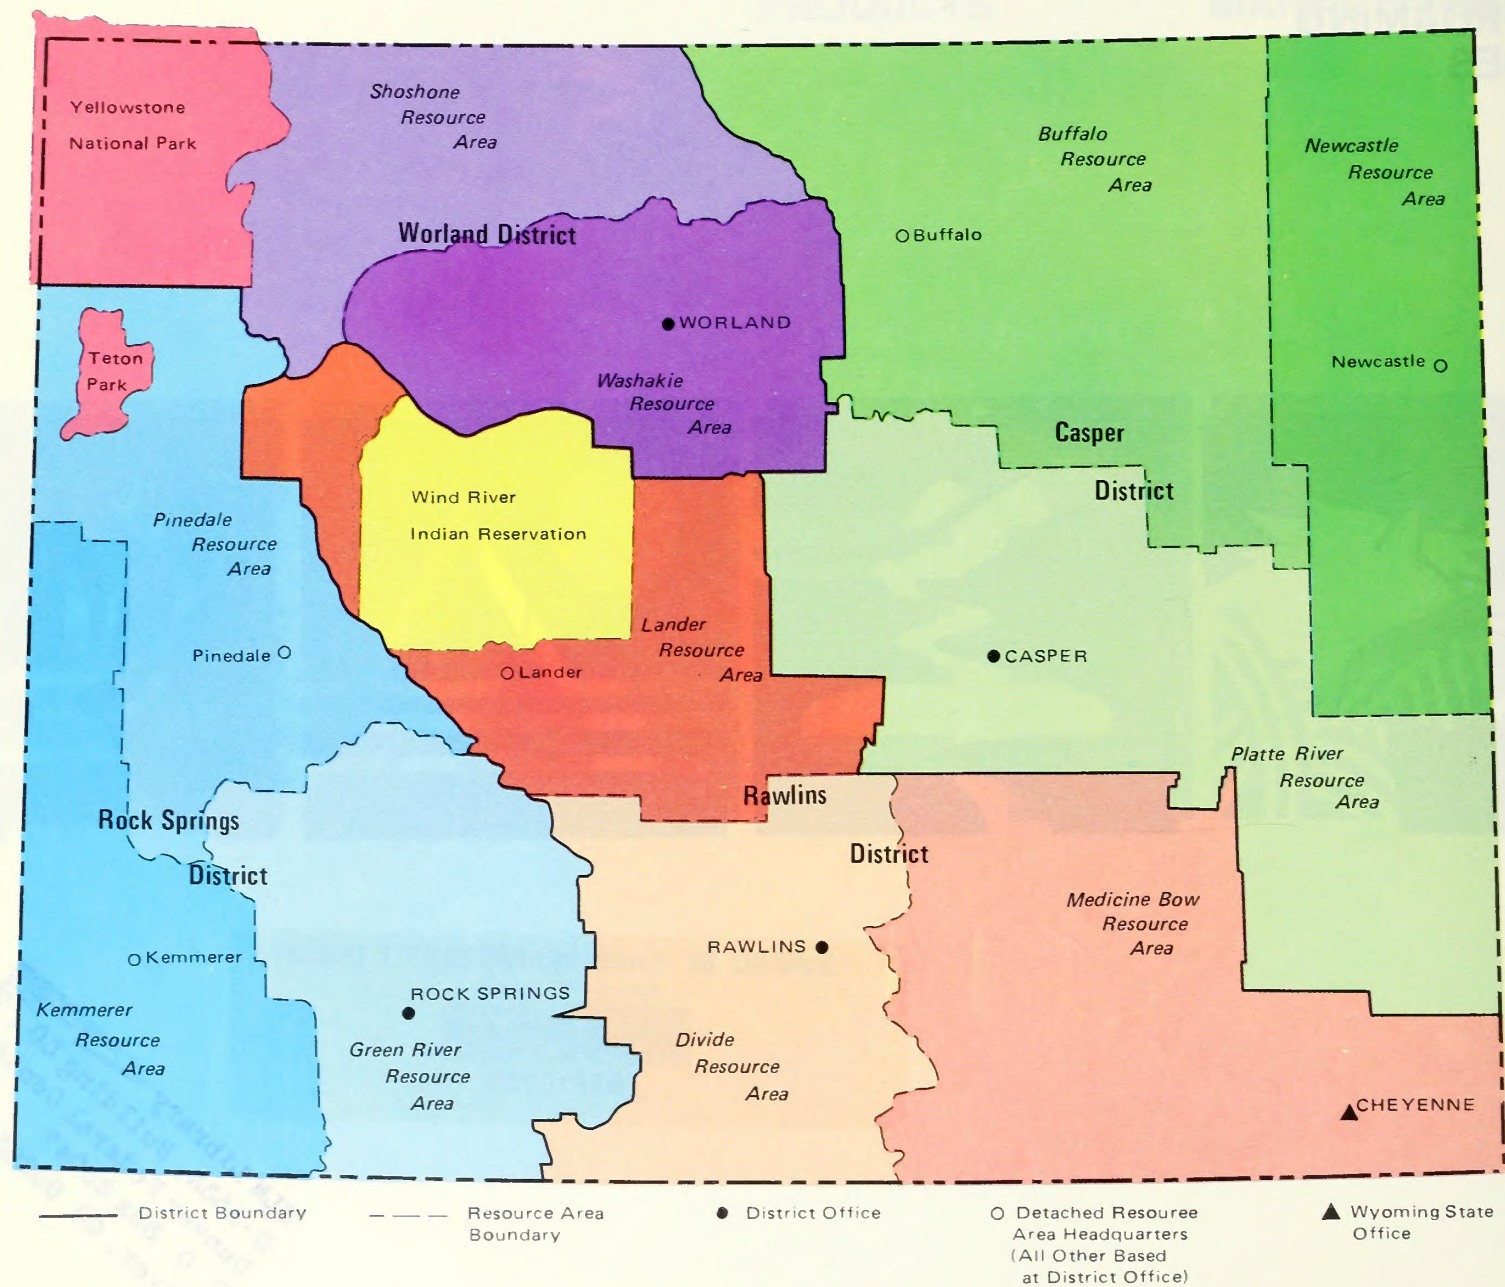 Yellowstone
National Park
Shoshone
Resource
Area
Buffalo
Resource
Area
Newcastle
Resource
Area
Worland District
Buffalo
WORLAND
Teton
Park
Newcastle
Washakie
Resource
Area
Casper
District
Wind River
Indian Reservation
Pinedale
Resource
Area
Lander
Resource
Area
Pinedale
Lander
CASPER
Platte River
Resource
Area
Rawlins
District
Rock Springs
District
Medicine Bow
Resource
Area
RAWLINS
Kemmerer
ROCK SPRINGS
Kemmerer
Resource
Area
Green River
Resource
Area
Divide
Resource
Area
CHEYENNE
District Boundary
Resource Area
Boundary
District Office
Detached Resouree
Area Headquarters
(All Other Based
at District Office)
Wyoming State
Office